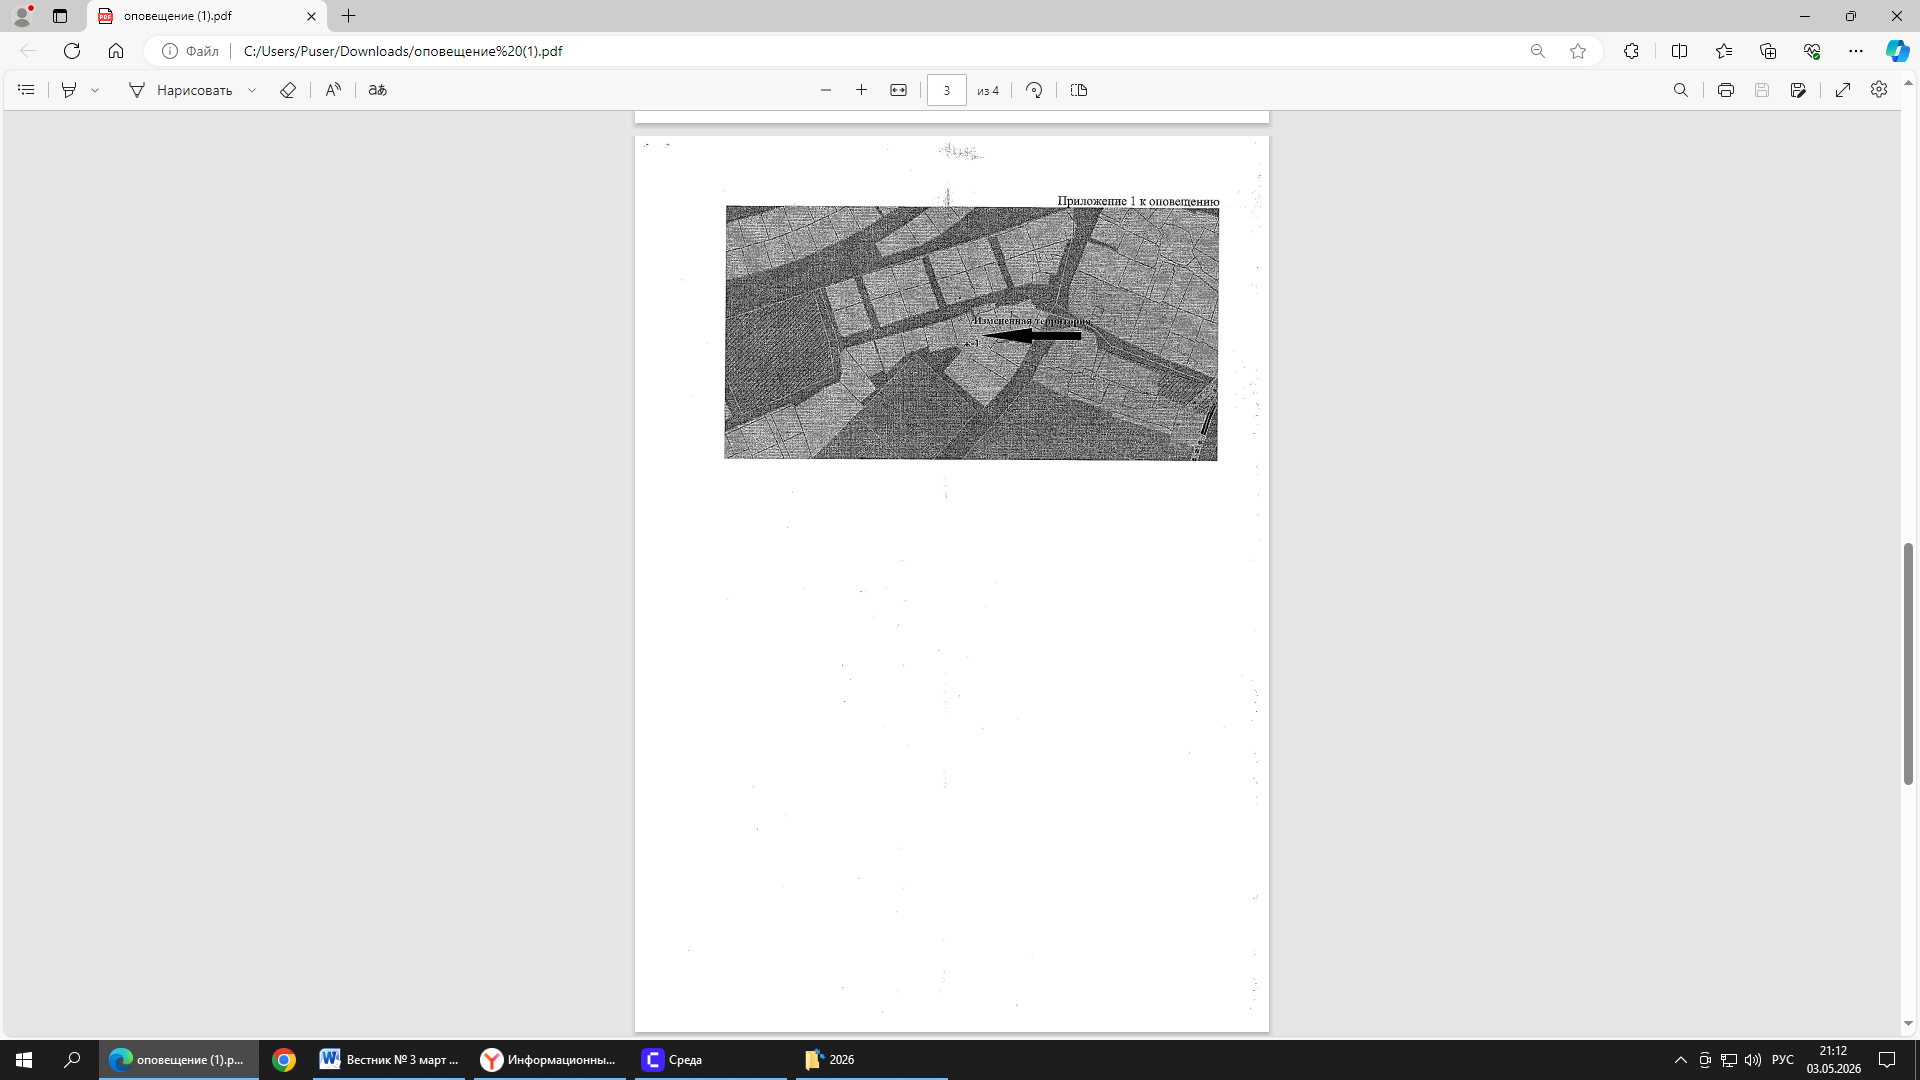 оповещение (1).pdf
Файл
C:/Users/Puser/Downloads/оповещение%20(1).pdf
Нарисовать
3
из 4
Приложение 1 к оповещению
Измененная территория
ж-1
оповещение (1).p...
Вестник № 3 март ...
Информационны...
Среда
2026
РУС
21:12
03.05.2026